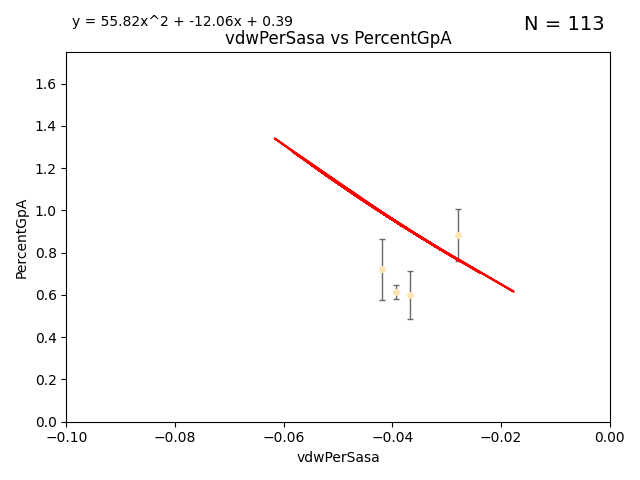 y = 55.82x^2 + -12.06x + 0.39
N = 113
vdwPerSasa vs PercentGpA
1.6
1.4
1.2
1.0
0.8
0.6
0.4
0.2
0.0
PercentGpA
−0.10 −0.08 −0.06 −0.04 −0.02 0.00
vdwPerSasa